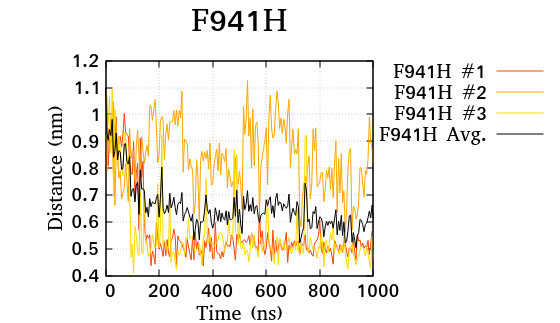 F941H
1.2
1.1
1
0.9
0.8
0.7
0.6
0.5
0.4
Distance (nm)
0 200 400 600 800 1000
Time (ns)
F941H #1
F941H #2
F941H #3
F941H Avg.